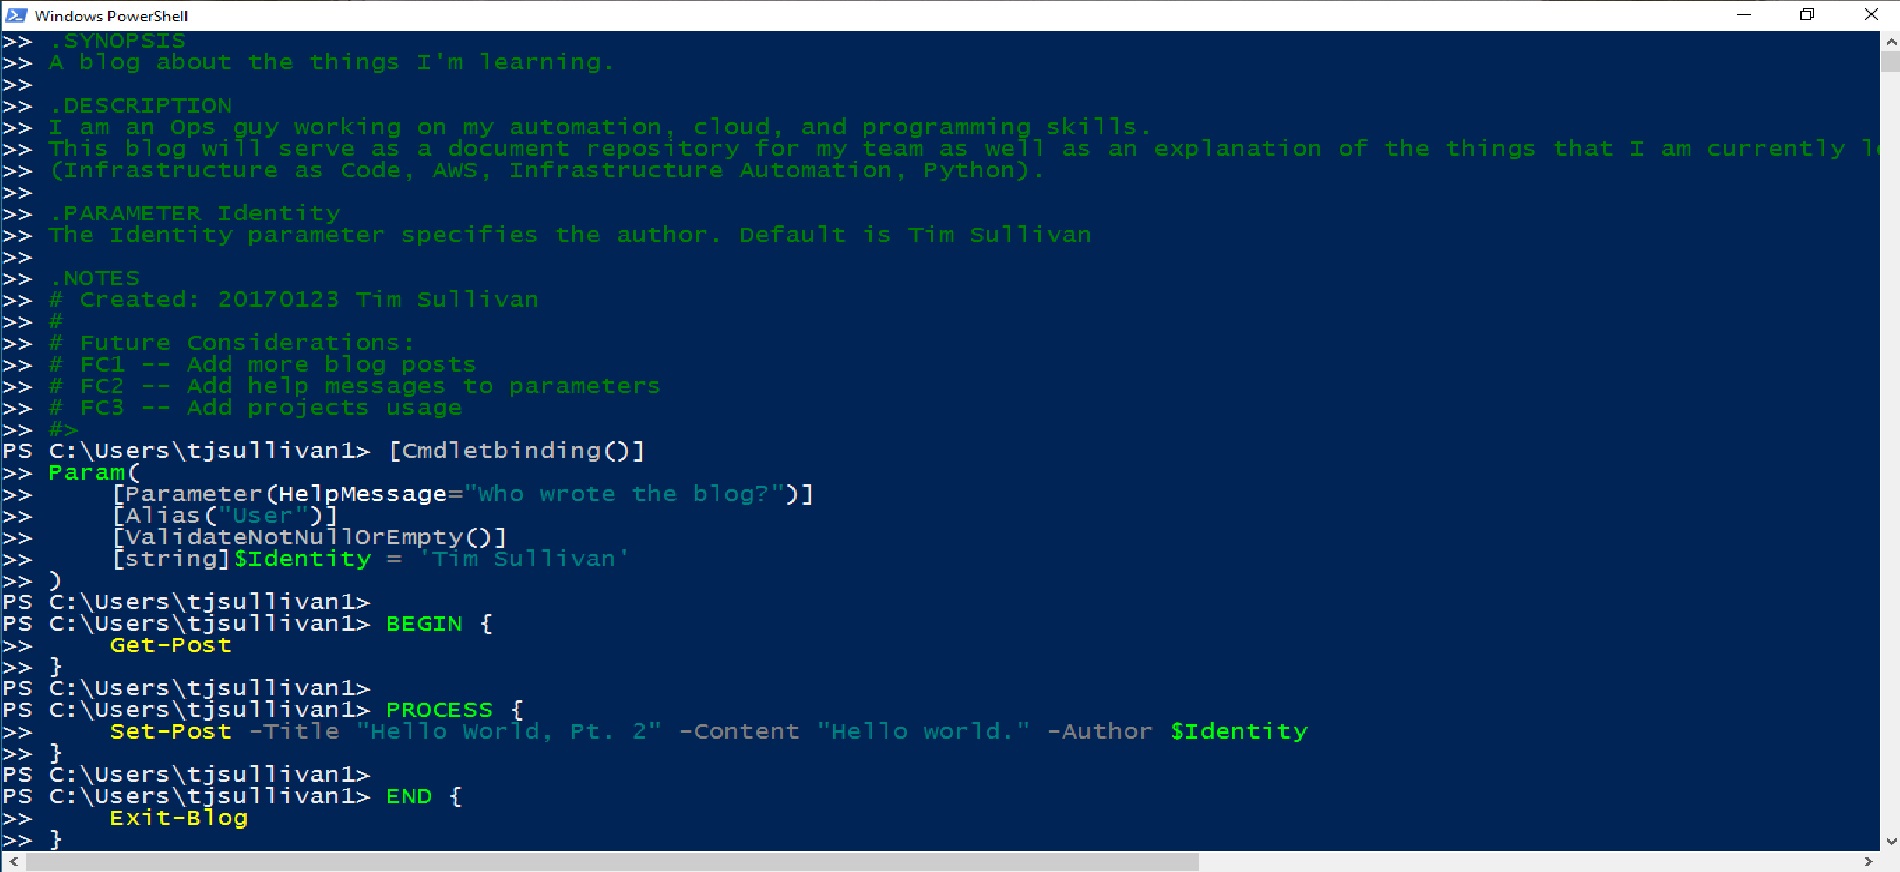 Windows PowerShell
>> .SYNOPSIS
>> A blog about the things I'm learning.
>>
>> .DESCRIPTION
>> I am an Ops guy working on my automation, cloud, and programming skills.
>> This blog will serve as a document repository for my team as well as an explanation of the things that I am currently
>> (Infrastructure as Code, AWS, Infrastructure Automation, Python).
>>
>> .PARAMETER Identity
>> The Identity parameter specifies the author. Default is Tim Sullivan
>>
>> .NOTES
>> # Created: 20170123 Tim Sullivan
>> #
>> # Future Considerations:
>> # FC1 -- Add more blog posts
>> # FC2 -- Add help messages to parameters
>> # FC3 -- Add projects usage
>> #>
PS C:\Users\tjsullivan1> [Cmdletbinding()]
>> Param(
>>     [Parameter(HelpMessage="Who wrote the blog?")]
>>     [Alias("User")]
>>     [ValidateNotNullOrEmpty()]
>>     [string]$Identity = 'Tim Sullivan'
>> )
PS C:\Users\tjsullivan1>
PS C:\Users\tjsullivan1> BEGIN {
>>     Get-Post
>> }
PS C:\Users\tjsullivan1>
PS C:\Users\tjsullivan1> PROCESS {
>>     Set-Post -Title "Hello World, Pt. 2" -Content "Hello world." -Author $Identity
>> }
PS C:\Users\tjsullivan1>
PS C:\Users\tjsullivan1> END {
>>     Exit-Blog
>> }